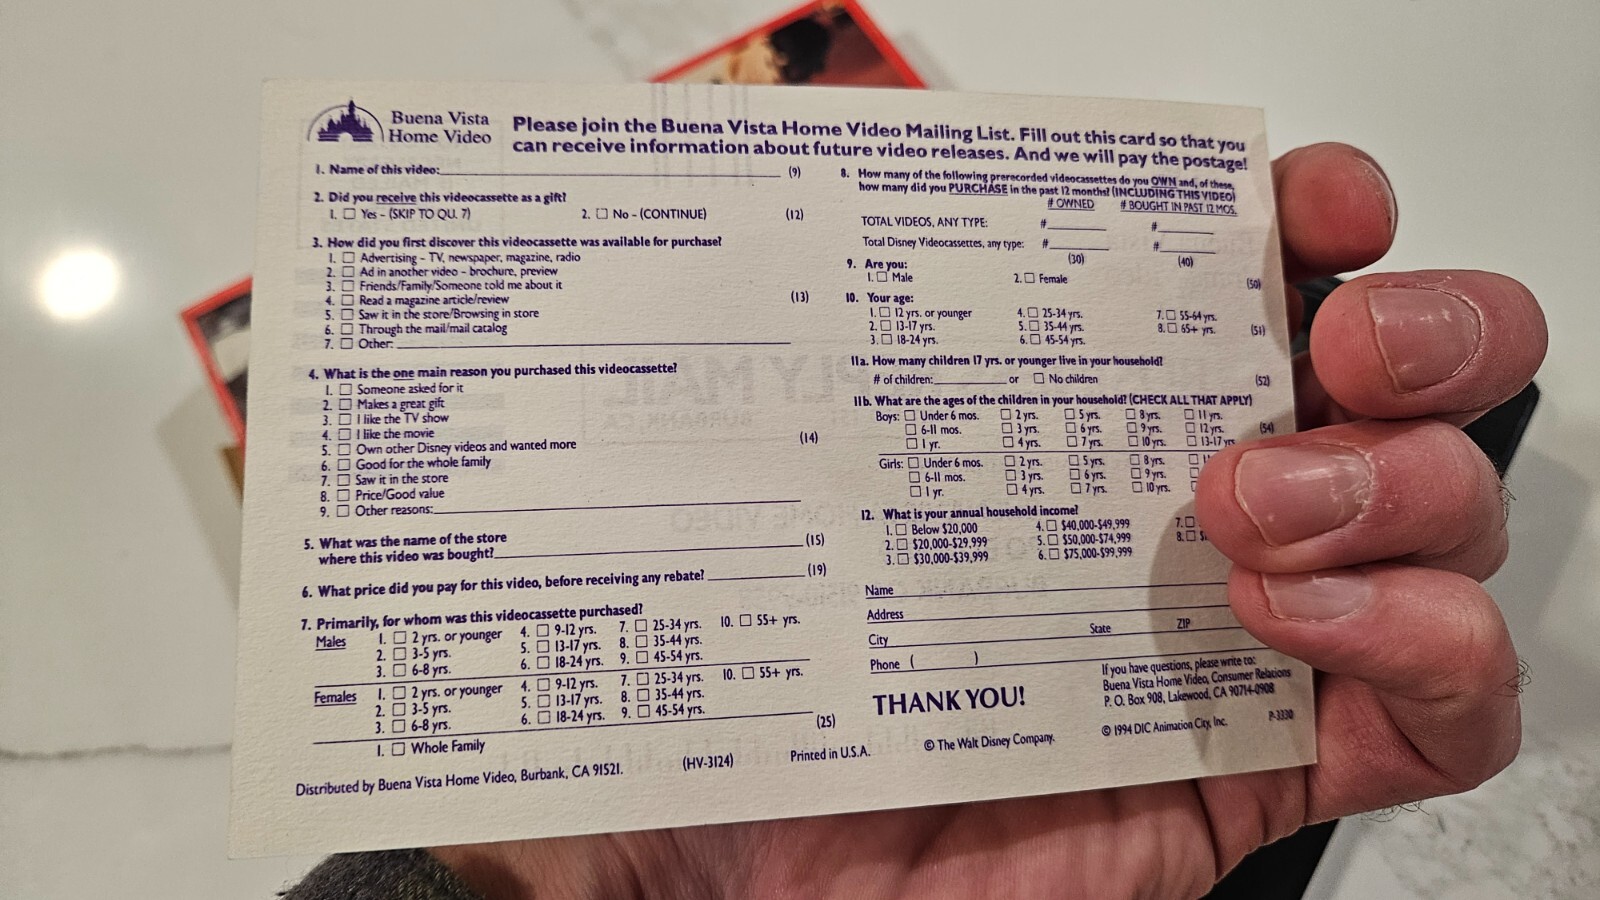 Buena Vista
Home Video
Please join the Buena Vista Home Video Mailing List. Fill out this card so that you
can receive information about future video releases. And we will pay the postage!
1. Name of this video: (9)
2. Did you receive this videocassette as a gift?
1. ☐ Yes – (SKIP TO QU. 7) 2. ☐ No – (CONTINUE) (12)
3. How did you first discover this videocassette was available for purchase?
1. ☐ Advertising – TV, newspaper, magazine, radio
2. ☐ Ad in another video – brochure, preview
3. ☐ Friends/Family/Someone told me about it
4. ☐ Read a magazine article/review (13)
5. ☐ Saw it in the store/Browsing in store
6. ☐ Through the mail/mail catalog
7. ☐ Other:
4. What is the one main reason you purchased this videocassette?
1. ☐ Someone asked for it
2. ☐ Makes a great gift
3. ☐ I like the TV show
4. ☐ I like the movie
5. ☐ Own other Disney videos and wanted more (14)
6. ☐ Good for the whole family
7. ☐ Saw it in the store
8. ☐ Price/Good value
9. ☐ Other reasons:
5. What was the name of the store
where this video was bought? (15)
6. What price did you pay for this video, before receiving any rebate? (19)
7. Primarily, for whom was this videocassette purchased?
Males 1. ☐ 2 yrs. or younger 4. ☐ 9-12 yrs. 7. ☐ 25-34 yrs. 10. ☐ 55+ yrs.
2. ☐ 3-5 yrs. 5. ☐ 13-17 yrs. 8. ☐ 35-44 yrs.
3. ☐ 6-8 yrs. 6. ☐ 18-24 yrs. 9. ☐ 45-54 yrs.
Females 1. ☐ 2 yrs. or younger 4. ☐ 9-12 yrs. 7. ☐ 25-34 yrs. 10. ☐ 55+ yrs.
2. ☐ 3-5 yrs. 5. ☐ 13-17 yrs. 8. ☐ 35-44 yrs.
3. ☐ 6-8 yrs. 6. ☐ 18-24 yrs. 9. ☐ 45-54 yrs.
(25)
1. ☐ Whole Family
8. How many of the following prerecorded videocassettes do you OWN and, of these,
how many did you PURCHASE in the past 12 months? (INCLUDING THIS VIDEO)
# OWNED # BOUGHT IN PAST 12 MOS.
TOTAL VIDEOS, ANY TYPE: # #
Total Disney Videocassettes, any type: # #
(30) (40)
9. Are you:
1. ☐ Male 2. ☐ Female (50)
10. Your age:
1. ☐ 12 yrs. or younger 4. ☐ 25-34 yrs. 7. ☐ 55-64 yrs.
2. ☐ 13-17 yrs. 5. ☐ 35-44 yrs. 8. ☐ 65+ yrs. (51)
3. ☐ 18-24 yrs. 6. ☐ 45-54 yrs.
11a. How many children 17 yrs. or younger live in your household?
# of children: or ☐ No children (52)
11b. What are the ages of the children in your household? (CHECK ALL THAT APPLY)
Boys: ☐ Under 6 mos. ☐ 2 yrs. ☐ 5 yrs. ☐ 8 yrs. ☐ 11 yrs.
☐ 6-11 mos. ☐ 3 yrs. ☐ 6 yrs. ☐ 9 yrs. ☐ 12 yrs. (54)
☐ 1 yr. ☐ 4 yrs. ☐ 7 yrs. ☐ 10 yrs. ☐ 13-17 yrs
Girls: ☐ Under 6 mos. ☐ 2 yrs. ☐ 5 yrs. ☐ 8 yrs. ☐
☐ 6-11 mos. ☐ 3 yrs. ☐ 6 yrs. ☐ 9 yrs.
☐ 1 yr. ☐ 4 yrs. ☐ 7 yrs. ☐ 10 yrs.
12. What is your annual household income?
1. ☐ Below $20,000 4. ☐ $40,000-$49,999 7. ☐
2. ☐ $20,000-$29,999 5. ☐ $50,000-$74,999 8. ☐
3. ☐ $30,000-$39,999 6. ☐ $75,000-$99,999
Name
Address
City State ZIP
Phone ( )
THANK YOU!
If you have questions, please write to:
Buena Vista Home Video, Consumer Relations
P. O. Box 908, Lakewood, CA 90714-0908
Distributed by Buena Vista Home Video, Burbank, CA 91521. (HV-3124) Printed in U.S.A. © The Walt Disney Company. © 1994 DIC Animation City, Inc. P-3330